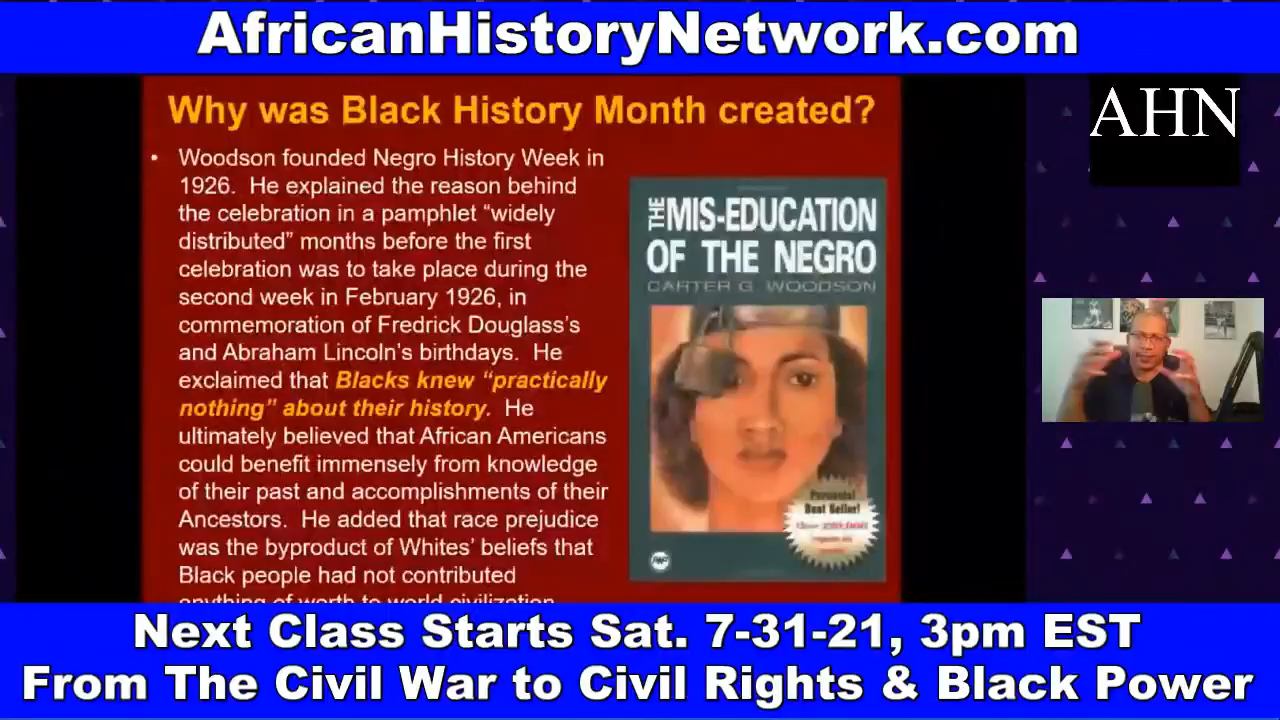 AfricanHistoryNetwork.com
AHN
Why was Black History Month created?
• Woodson founded Negro History Week in
1926. He explained the reason behind
the celebration in a pamphlet “widely
distributed” months before the first
celebration was to take place during the
second week in February 1926, in
commemoration of Fredrick Douglass’s
and Abraham Lincoln’s birthdays. He
exclaimed that Blacks knew “practically
nothing” about their history. He
ultimately believed that African Americans
could benefit immensely from knowledge
of their past and accomplishments of their
Ancestors. He added that race prejudice
was the byproduct of Whites’ beliefs that
Black people had not contributed
anything of worth to world civilization
THE MIS-EDUCATION
OF THE NEGRO
CARTER G. WOODSON
Perennial
Best Seller!
Next Class Starts Sat. 7-31-21, 3pm EST
From The Civil War to Civil Rights & Black Power